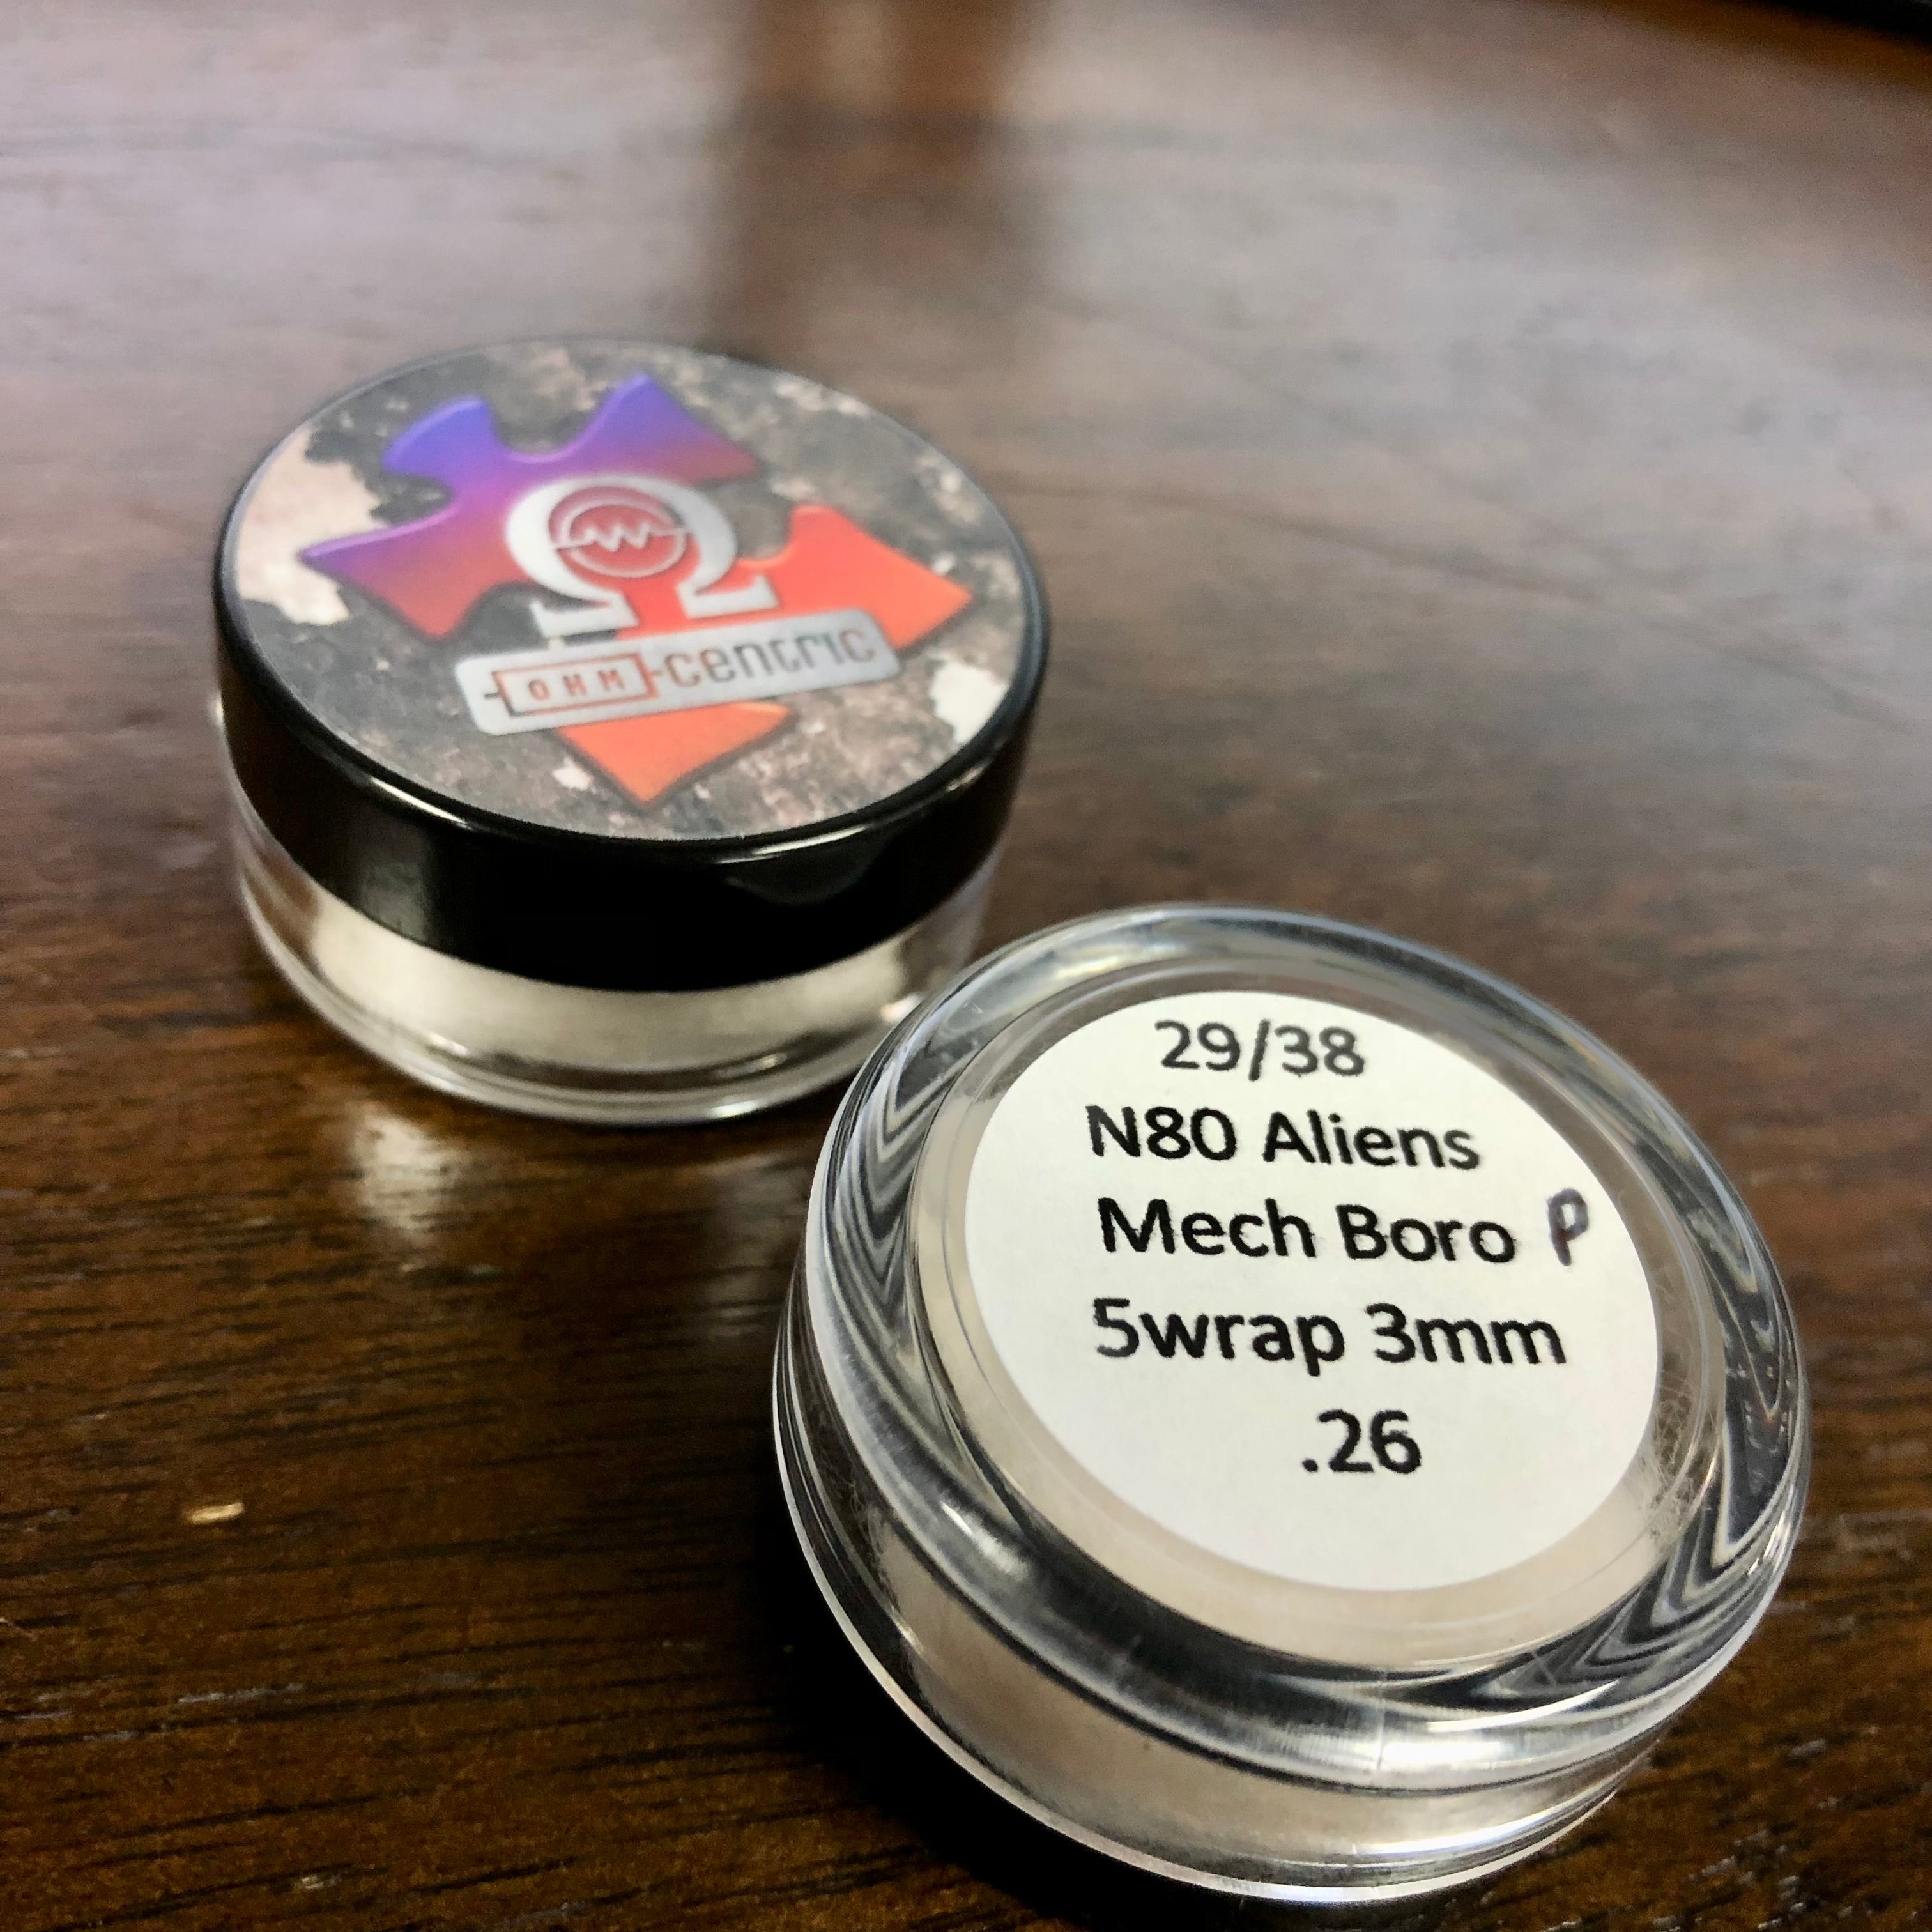 Ω
OHM centric
29/38
N80 Aliens
Mech Boro P
5wrap 3mm
.26